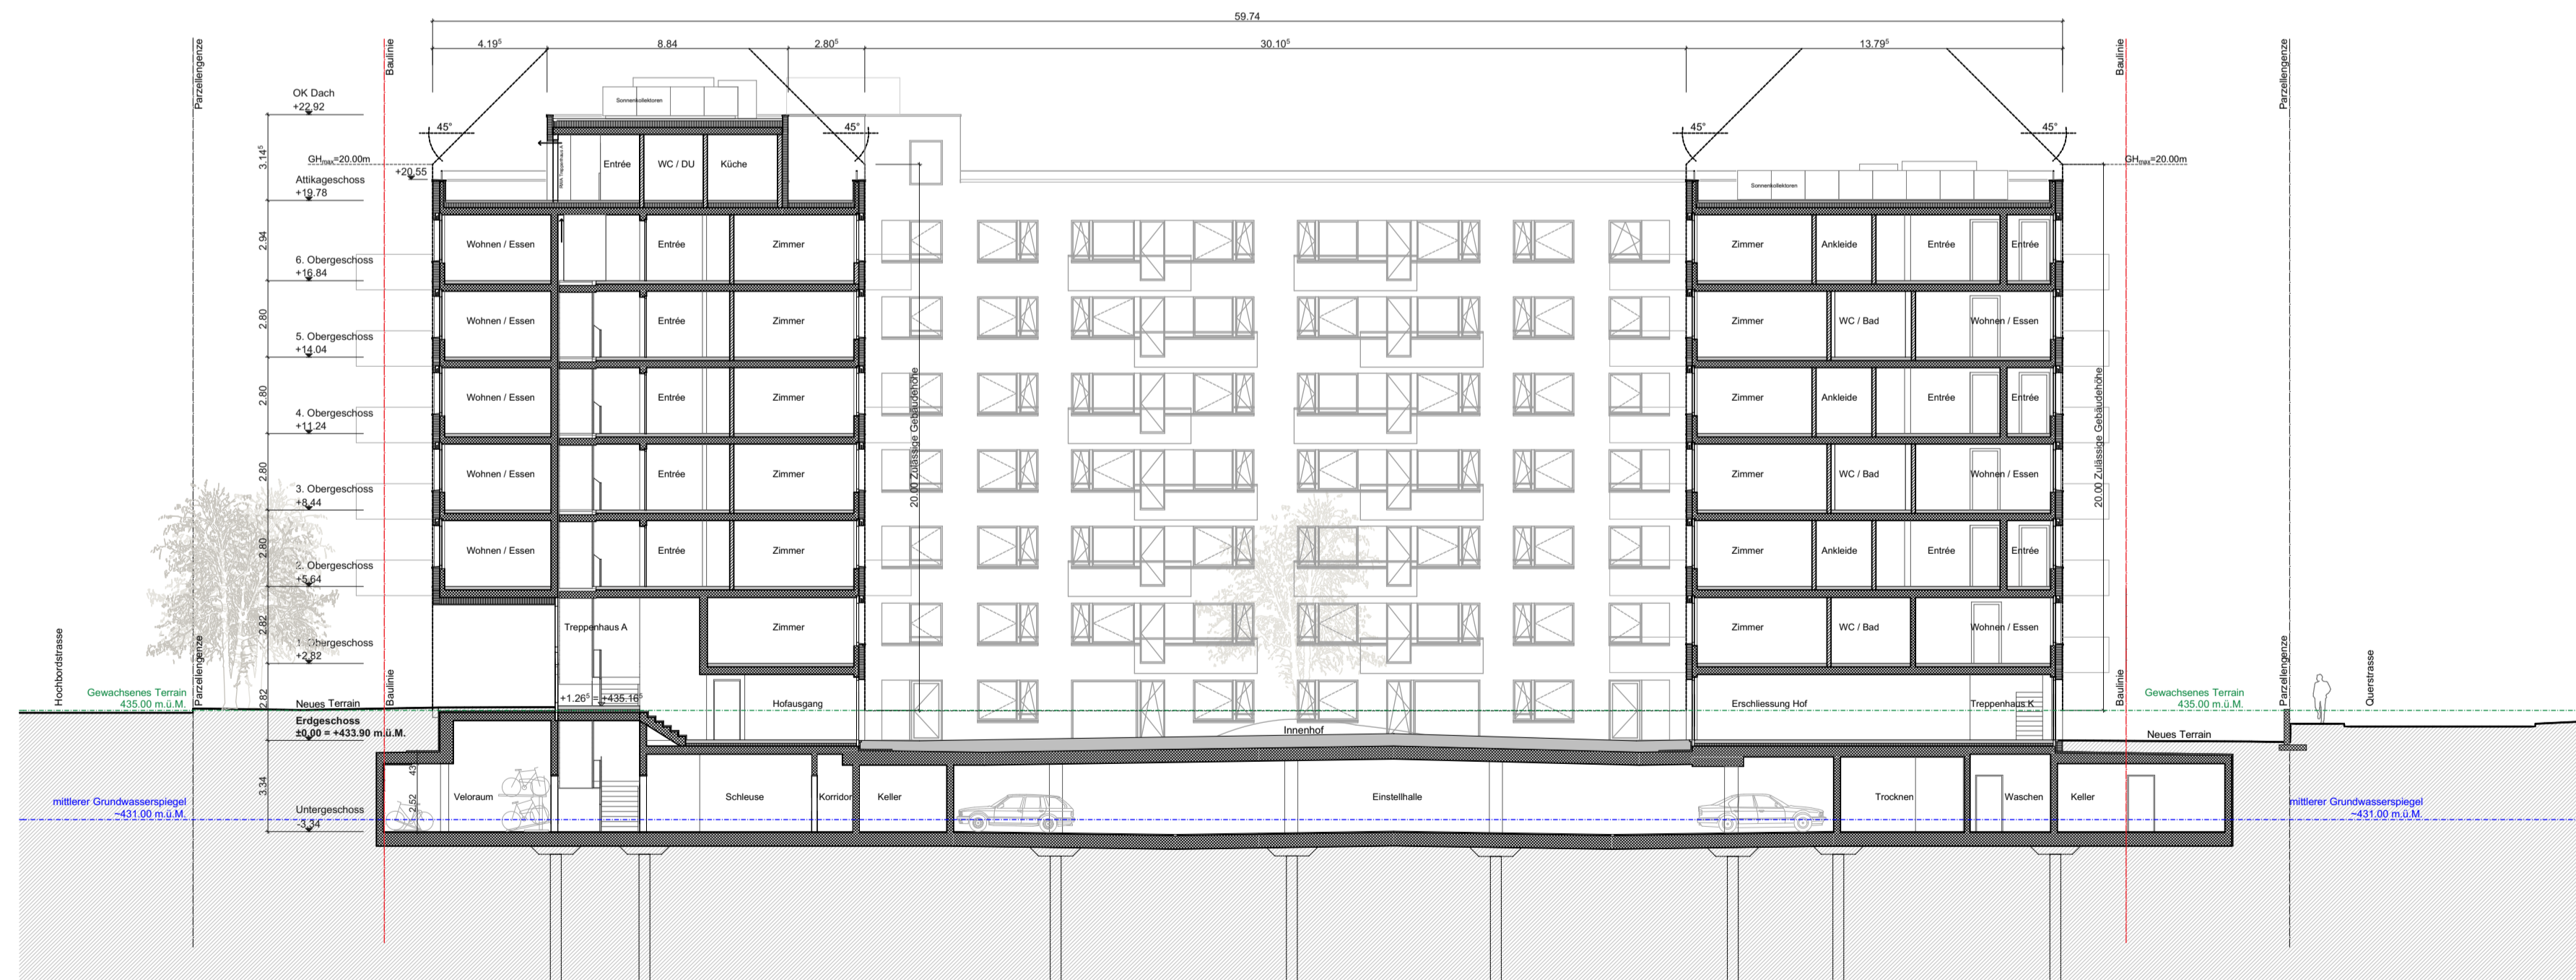 59.74
4.19⁵
8.84
2.80⁵
30.10⁵
13.79⁵
Parzellengenze
Baulinie
Baulinie
Parzellengenze
OK Dach
+22.92
Sonnenkollektoren
45°
45°
45°
45°
3.14⁵
GHmax=20.00m
GHmax=20.00m
+20.55
Attikageschoss
+19.78
Entrée
WC / DU
Küche
Sonnenkollektoren
2.94
Wohnen / Essen
Entrée
Zimmer
Zimmer
Ankleide
Entrée
Entrée
6. Obergeschoss
+16.84
2.80
Wohnen / Essen
Entrée
Zimmer
Zimmer
WC / Bad
Wohnen / Essen
5. Obergeschoss
+14.04
2.80
Wohnen / Essen
Entrée
Zimmer
Zimmer
Ankleide
Entrée
Entrée
20.00 Zulässige Gebäudehöhe
20.00 Zulässige Gebäudehöhe
4. Obergeschoss
+11.24
2.80
Wohnen / Essen
Entrée
Zimmer
Zimmer
WC / Bad
Wohnen / Essen
3. Obergeschoss
+8.44
2.80
Wohnen / Essen
Entrée
Zimmer
Zimmer
Ankleide
Entrée
Entrée
2. Obergeschoss
+5.64
2.82
Treppenhaus A
Zimmer
Zimmer
WC / Bad
Wohnen / Essen
1. Obergeschoss
+2.82
Hochbordstrasse
Parzellengenze
Baulinie
Baulinie
Parzellengenze
Querstrasse
Gewachsenes Terrain
435.00 m.ü.M.
2.82
Neues Terrain
+1.26⁵ = +435.16⁵
Hofausgang
Erschliessung Hof
Treppenhaus K
Gewachsenes Terrain
435.00 m.ü.M.
Erdgeschoss
±0.00 = +433.90 m.ü.M.
Innenhof
Neues Terrain
3.34
43
2.52
Veloraum
Schleuse
Korridor
Keller
Einstellhalle
Trocknen
Waschen
Keller
mittlerer Grundwasserspiegel
~431.00 m.ü.M.
Untergeschoss
-3.34
mittlerer Grundwasserspiegel
~431.00 m.ü.M.